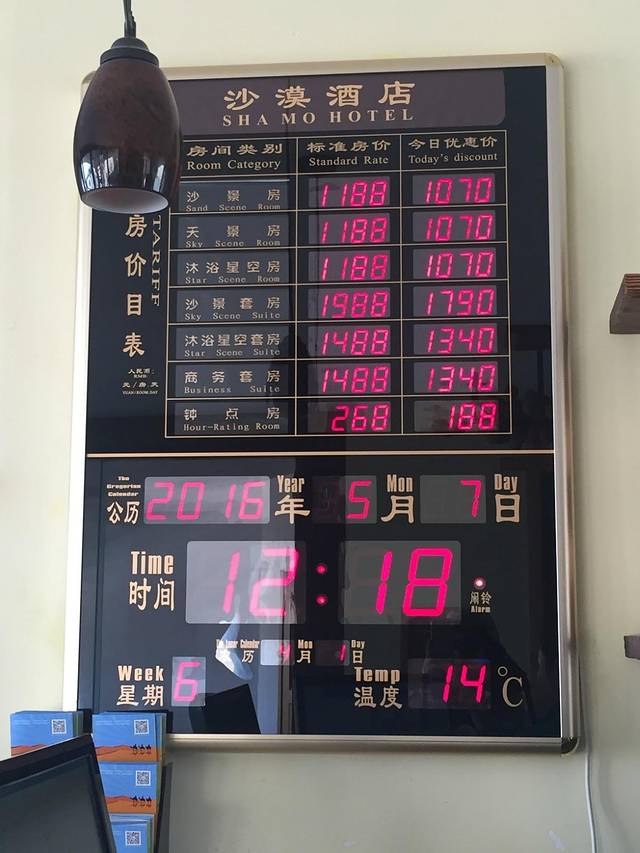 沙漠酒店
SHA MO HOTEL
房间类别 标准房价 今日优惠价
Room Category Standard Rate Today's discount
沙景房 1188 1070
Sand Scene Room
天景房 1188 1070
Sky Scene Room
沐浴星空房 1188 1070
Star Scene Room
沙景套房 1988 1790
Sky Scene Suite
沐浴星空套房 1488 1340
Star Scene Suite
商务套房 1488 1340
Business Suite
钟点房 268 188
Hour-Rating Room
房价目表
TARIFF
人民币:
RMB
元/房天
YUAN/ROOM.DAY
The Gregorian Calendar Year Mon Day
公历 2016 年 5 月 7 日
Time
时间 12:18 闹铃
Alarm
The Lunar Calendar Mon Day
历 4 月 1 日
Week Temp
星期 6 温度 14 ℃